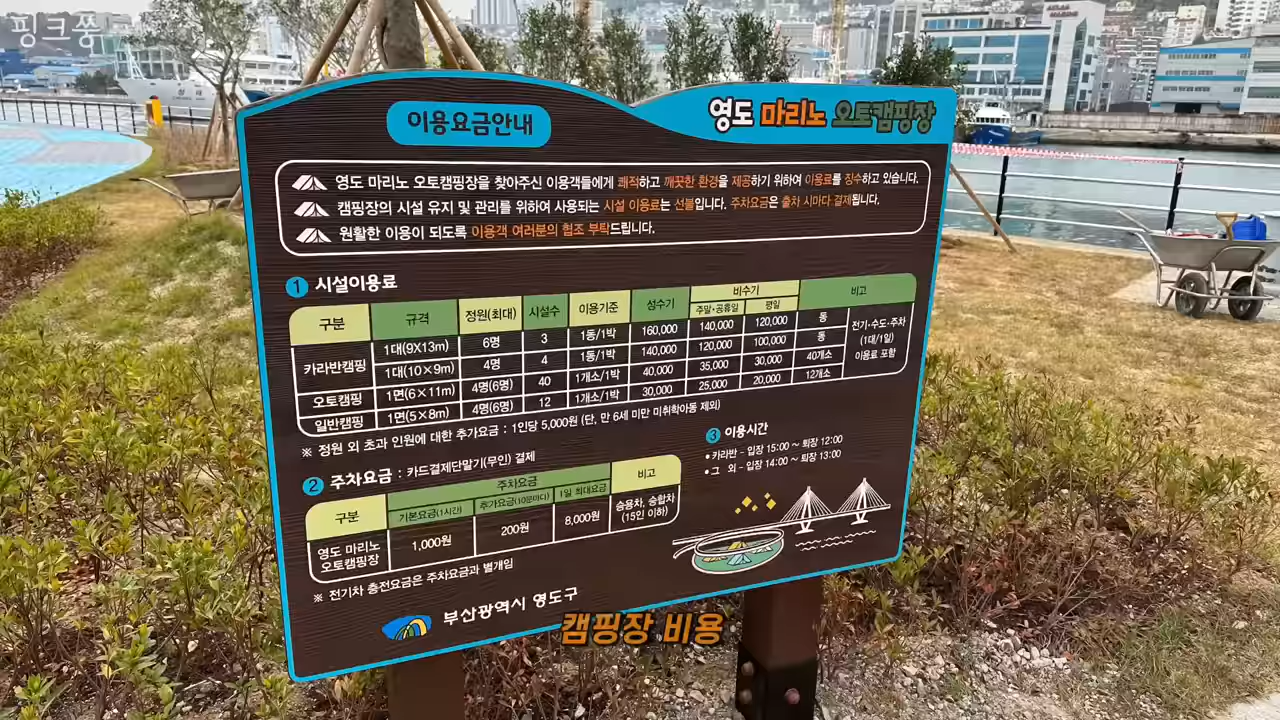 핑크쫑
이용요금안내
영도 마리노 오토캠핑장
영도 마리노 오토캠핑장을 찾아주신 이용객들에게 쾌적하고 깨끗한 환경을 제공하기 위하여 이용료를 징수하고 있습니다.
캠핑장의 시설 유지 및 관리를 위하여 사용되는 시설 이용료는 선불입니다. 주차요금은 출차 시마다 결제됩니다.
원활한 이용이 되도록 이용객 여러분의 협조 부탁드립니다.
1 시설이용료
구분 규격 정원(최대) 시설수 이용기준 성수기 비수기 비고
주말·공휴일 평일
카라반캠핑 1대(9X13m) 6명 3 1동/1박 160,000 140,000 120,000 동
1대(10×9m) 4명 4 1동/1박 140,000 120,000 100,000 동
오토캠핑 1면(6×11m) 4명(6명) 40 1개소/1박 40,000 35,000 30,000 40개소
일반캠핑 1면(5×8m) 4명(6명) 12 1개소/1박 30,000 25,000 20,000 12개소
전기·수도·주차
(1대/1일)
이용료 포함
※ 정원 외 초과 인원에 대한 추가요금 : 1인당 5,000원 (단, 만 6세 미만 미취학아동 제외)
2 주차요금 : 카드결제단말기(무인) 결제
구분 주차요금 비고
기본요금(1시간) 추가요금(10분마다) 1일 최대요금
영도 마리노
오토캠핑장 1,000원 200원 8,000원 승용차, 승합차
(15인 이하)
※ 전기차 충전요금은 주차요금과 별개임
3 이용시간
• 카라반 - 입장 15:00 ~ 퇴장 12:00
• 그 외 - 입장 14:00 ~ 퇴장 13:00
부산광역시 영도구
캠핑장 비용